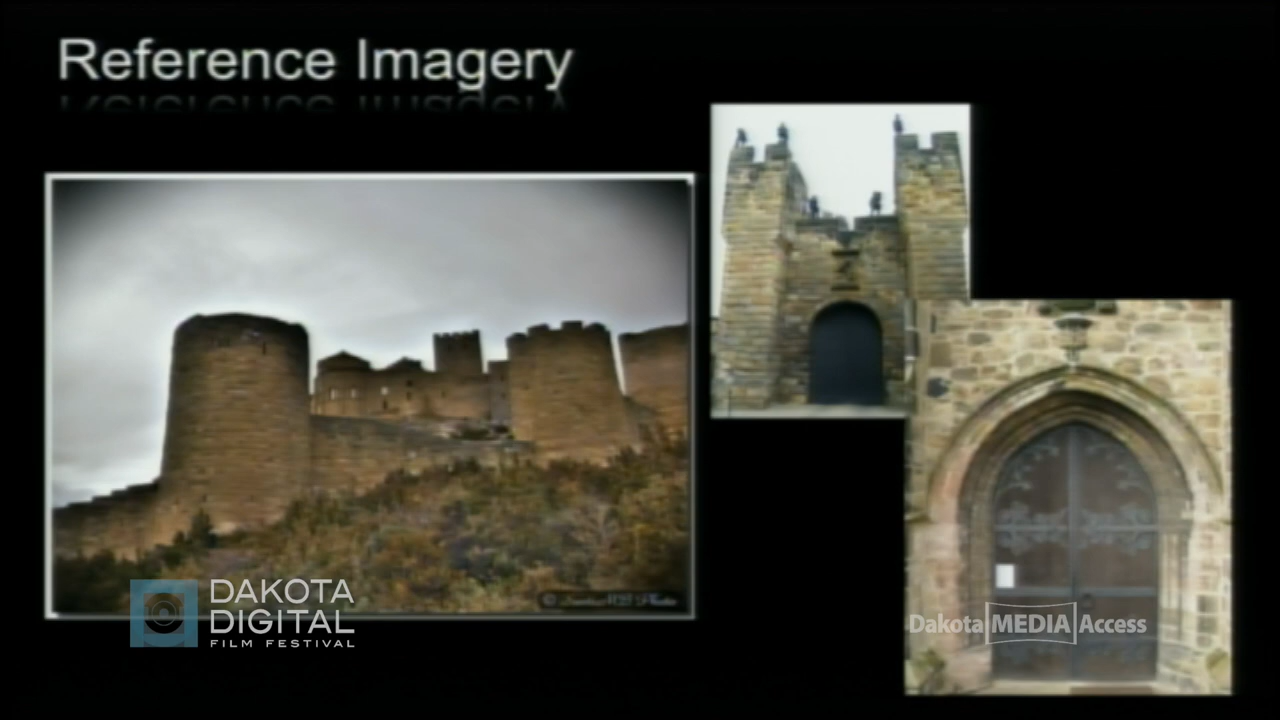 Reference Imagery
DAKOTA
DIGITAL
FILM FESTIVAL
Dakota MEDIA Access